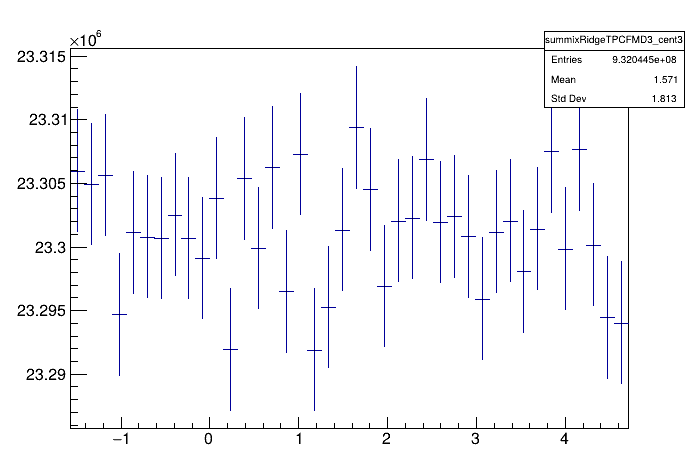 ×10⁶
summixRidgeTPCFMD3_cent3
Entries 9.320445e+08
Mean 1.571
Std Dev 1.813
23.315
23.31
23.305
23.3
23.295
23.29
−1 0 1 2 3 4